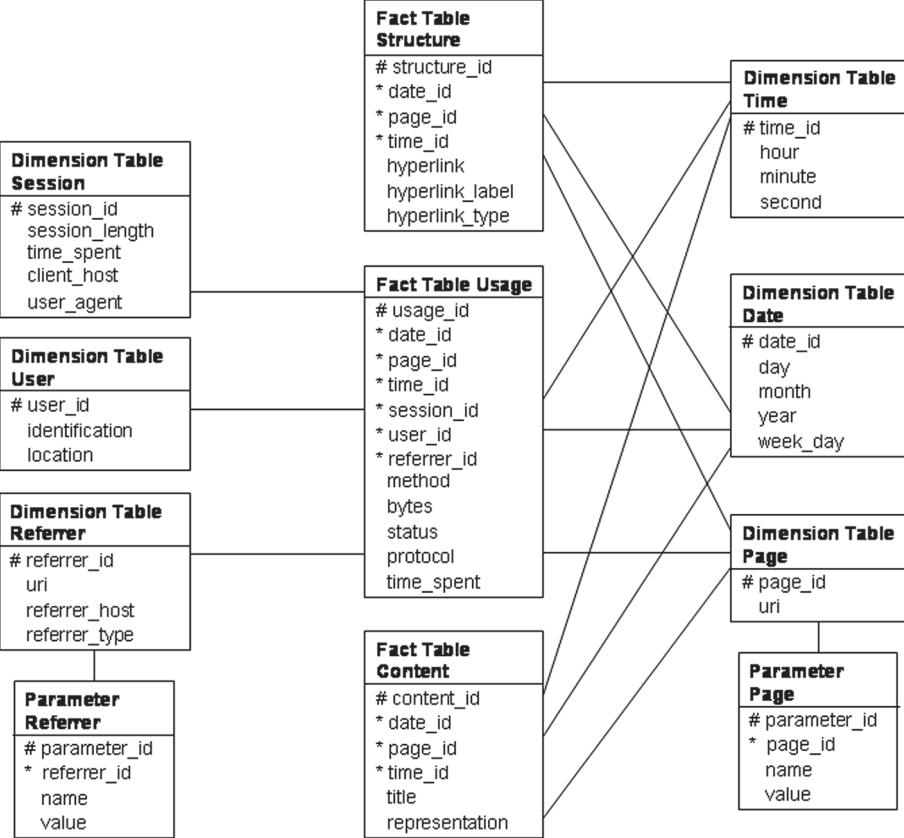 Fact Table
Structure
# structure_id
* date_id
* page_id
* time_id
hyperlink
hyperlink_label
hyperlink_type
Dimension Table
Time
# time_id
hour
minute
second
Dimension Table
Session
# session_id
session_length
time_spent
client_host
user_agent
Fact Table Usage
# usage_id
* date_id
* page_id
* time_id
* session_id
* user_id
* referrer_id
method
bytes
status
protocol
time_spent
Dimension Table
Date
# date_id
day
month
year
week_day
Dimension Table
User
# user_id
identification
location
Dimension Table
Referrer
# referrer_id
uri
referrer_host
referrer_type
Dimension Table
Page
# page_id
uri
Fact Table
Content
# content_id
* date_id
* page_id
* time_id
title
representation
Parameter
Referrer
# parameter_id
* referrer_id
name
value
Parameter
Page
# parameter_id
* page_id
name
value